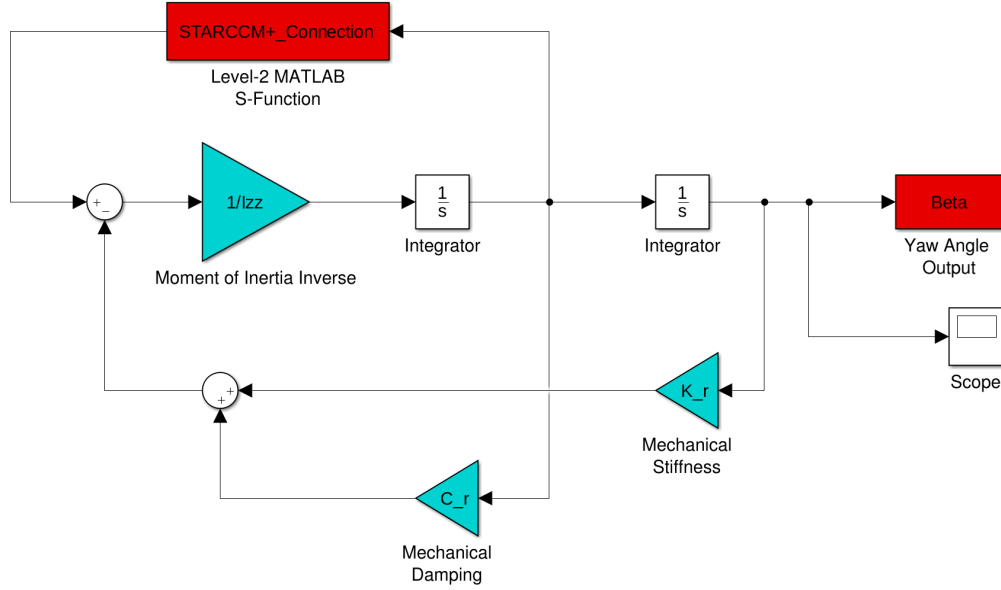 STARCCM+_Connection
Level-2 MATLAB
S-Function
+
−
1/Izz
Moment of Inertia Inverse
1
s
Integrator
1
s
Integrator
Beta
Yaw Angle
Output
Scope
+
+
K_r
Mechanical
Stiffness
C_r
Mechanical
Damping